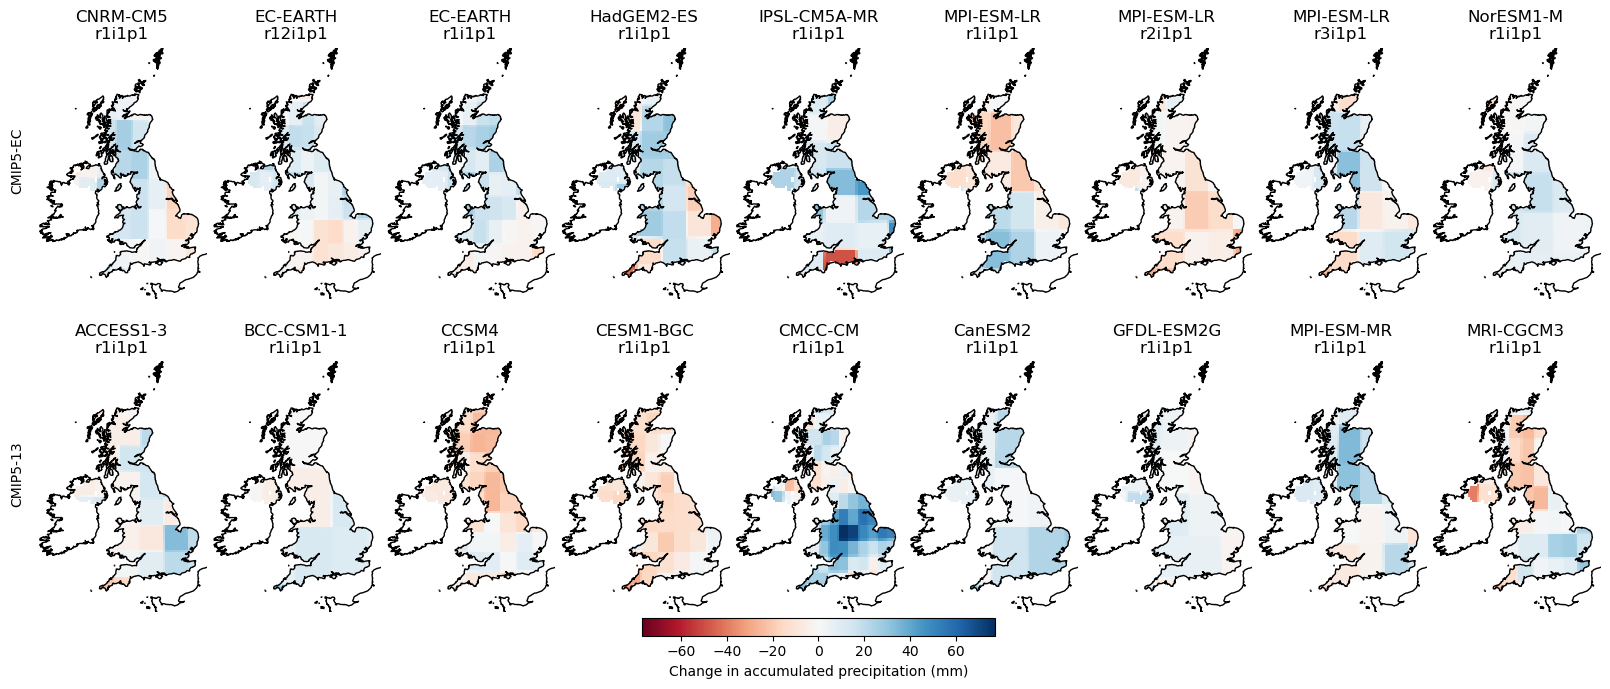 CNRM-CM5
r1i1p1
EC-EARTH
r12i1p1
EC-EARTH
r1i1p1
HadGEM2-ES
r1i1p1
IPSL-CM5A-MR
r1i1p1
MPI-ESM-LR
r1i1p1
MPI-ESM-LR
r2i1p1
MPI-ESM-LR
r3i1p1
NorESM1-M
r1i1p1
CMIP5-EC
ACCESS1-3
r1i1p1
BCC-CSM1-1
r1i1p1
CCSM4
r1i1p1
CESM1-BGC
r1i1p1
CMCC-CM
r1i1p1
CanESM2
r1i1p1
GFDL-ESM2G
r1i1p1
MPI-ESM-MR
r1i1p1
MRI-CGCM3
r1i1p1
CMIP5-13
−60 −40 −20 0 20 40 60
Change in accumulated precipitation (mm)